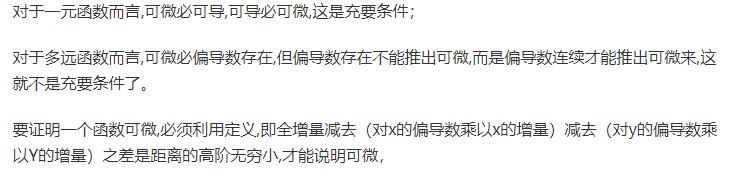 对于一元函数而言,可微必可导,可导必可微,这是充要条件；
对于多远函数而言,可微必偏导数存在,但偏导数存在不能推出可微,而是偏导数连续才能推出可微来,这
就不是充要条件了。
要证明一个函数可微,必须利用定义,即全增量减去（对x的偏导数乘以x的增量）减去（对y的偏导数乘
以Y的增量）之差是距离的高阶无穷小,才能说明可微,